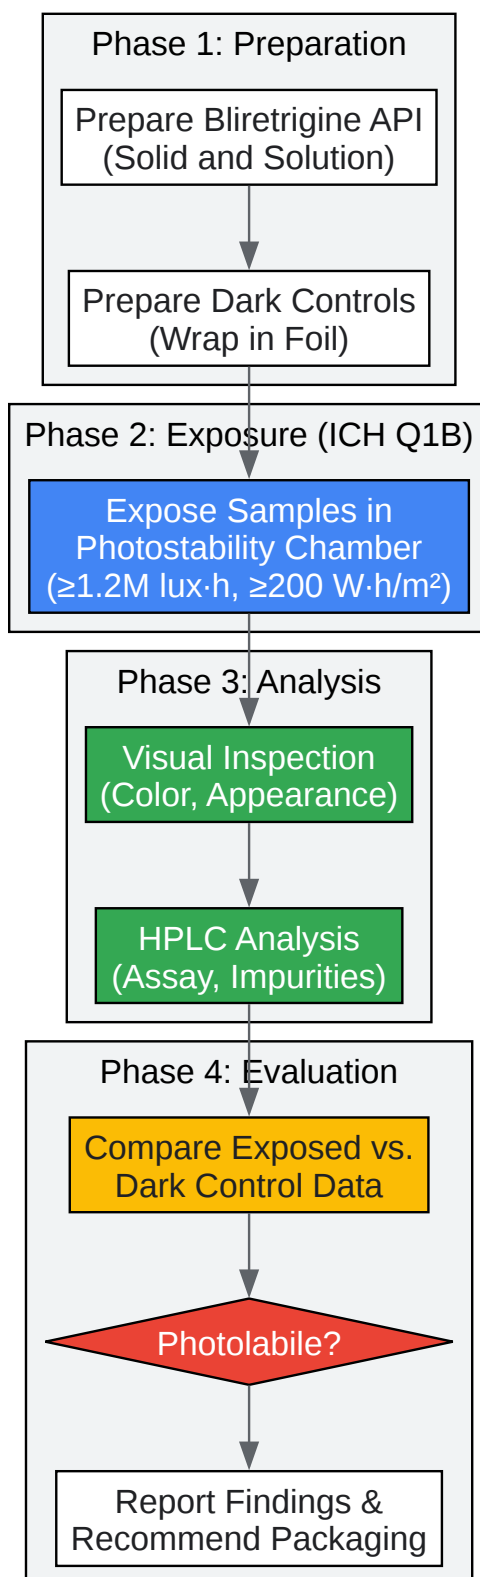 Phase 1: Preparation
Prepare Bliretrigine API
(Solid and Solution)
Prepare Dark Controls
(Wrap in Foil)
Phase 2: Exposure (ICH Q1B)
Expose Samples in
Photostability Chamber
(≥1.2M lux·h, ≥200 W·h/m²)
Phase 3: Analysis
Visual Inspection
(Color, Appearance)
HPLC Analysis
(Assay, Impurities)
Phase 4: Evaluation
Compare Exposed vs.
Dark Control Data
Photolabile?
Report Findings &
Recommend Packaging